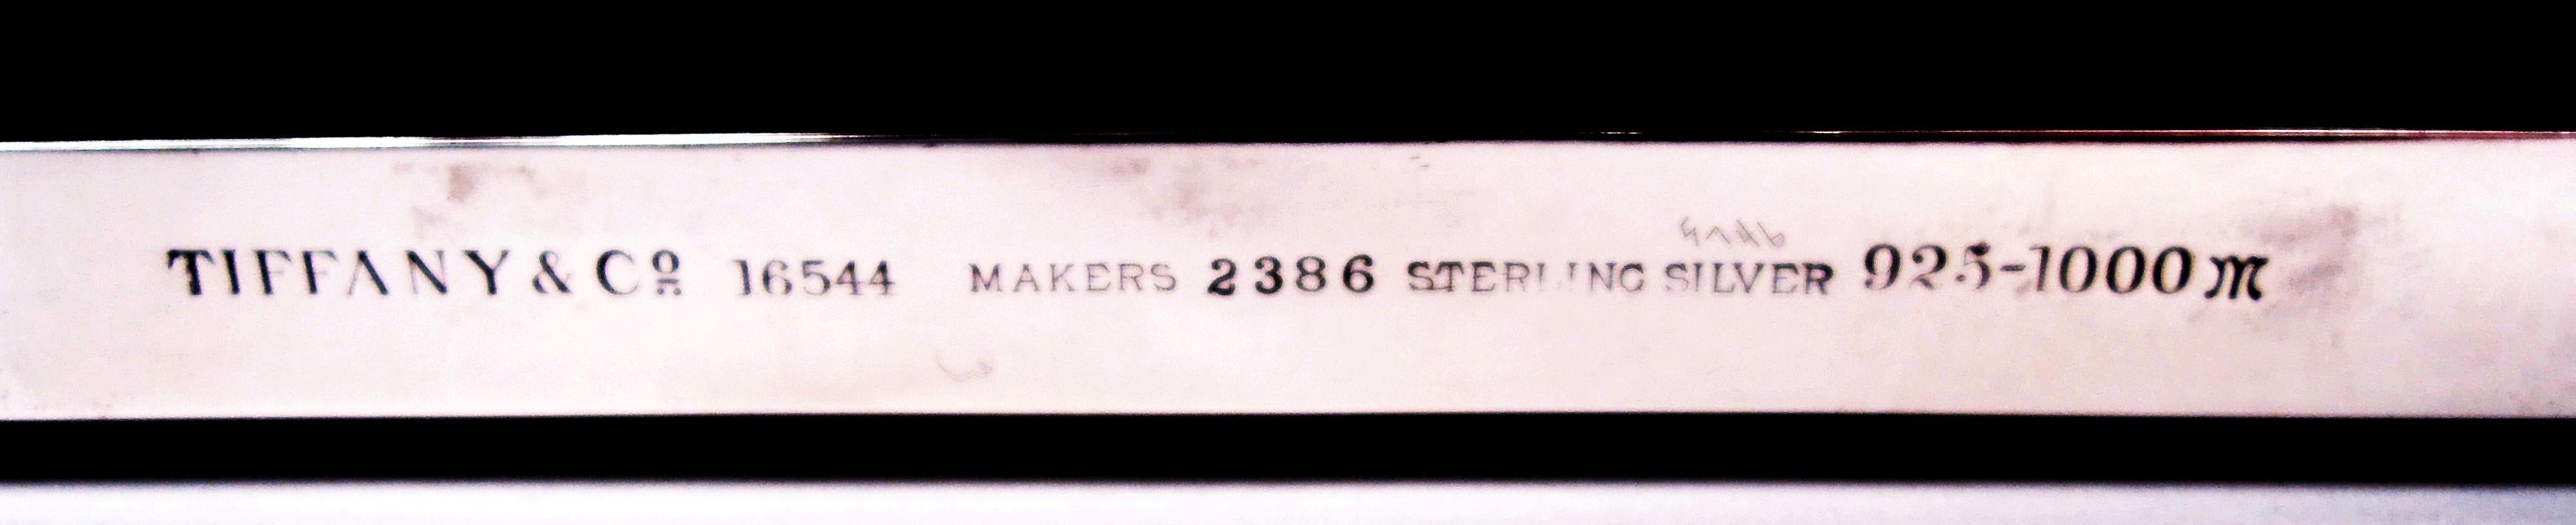 TIFFANY & Cº 16544 MAKERS 2386 STERLING SILVER 925-1000 M